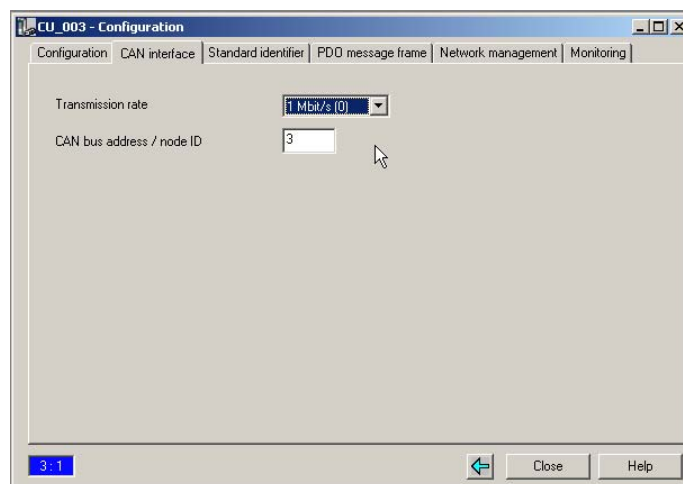 CU_003 - Configuration
Configuration CAN interface Standard identifier PDO message frame Network management Monitoring
Transmission rate 1 Mbit/s (0)
CAN bus address / node ID 3
3:1 Close Help